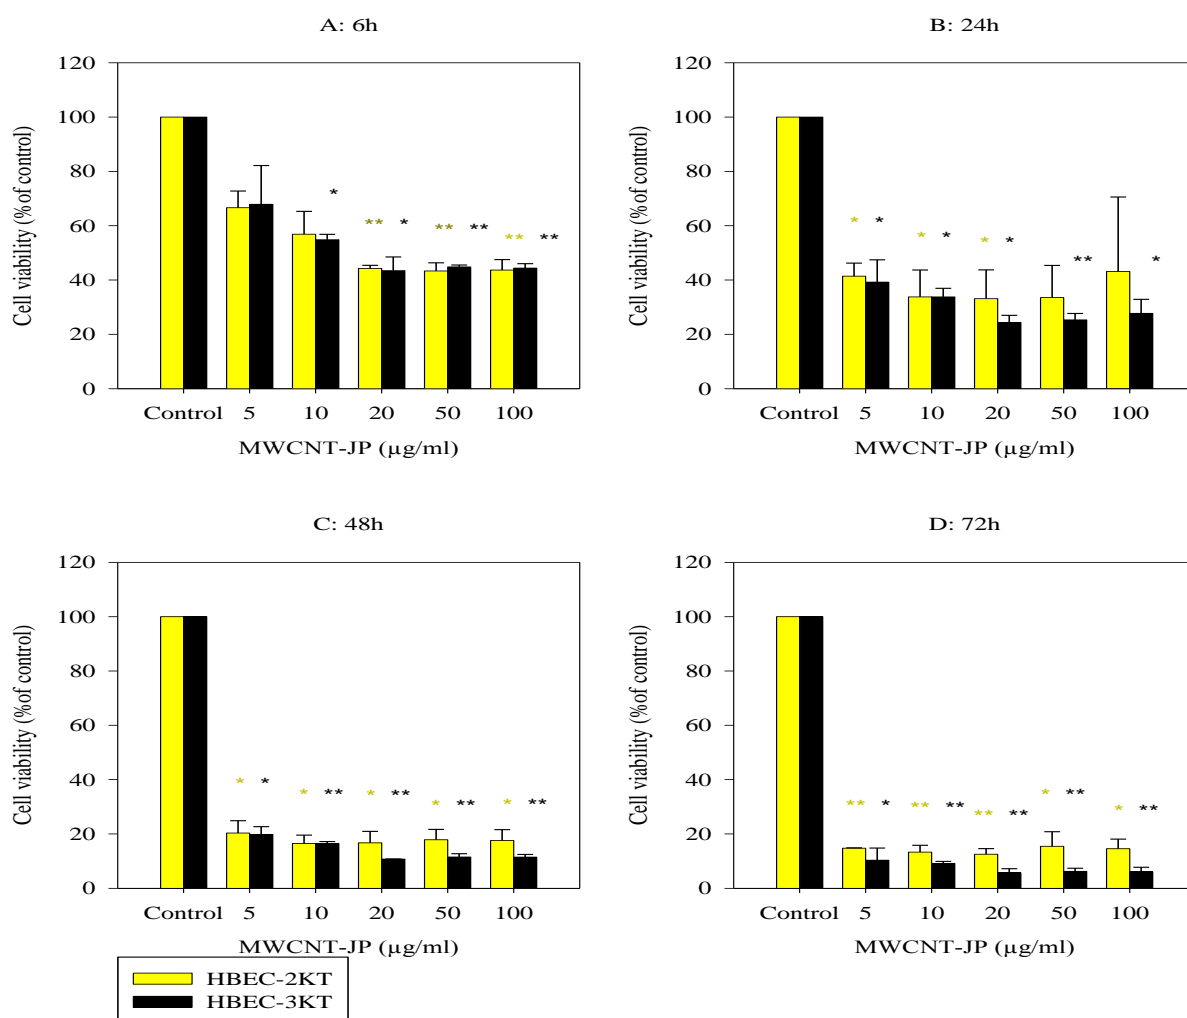 A: 6h
B: 24h
120
100
80
60
40
20
0
Cell viability (% of control)
*
** * ** ** ** **
Control 5 10 20 50 100
MWCNT-JP (µg/ml)
120
100
80
60
40
20
0
Cell viability (% of control)
* * * * * * ** *
Control 5 10 20 50 100
MWCNT-JP (µg/ml)
C: 48h
D: 72h
120
100
80
60
40
20
0
Cell viability (% of control)
* * * ** * ** * ** * **
Control 5 10 20 50 100
MWCNT-JP (µg/ml)
120
100
80
60
40
20
0
Cell viability (% of control)
** * ** ** ** ** * ** * **
Control 5 10 20 50 100
MWCNT-JP (µg/ml)
HBEC-2KT
HBEC-3KT